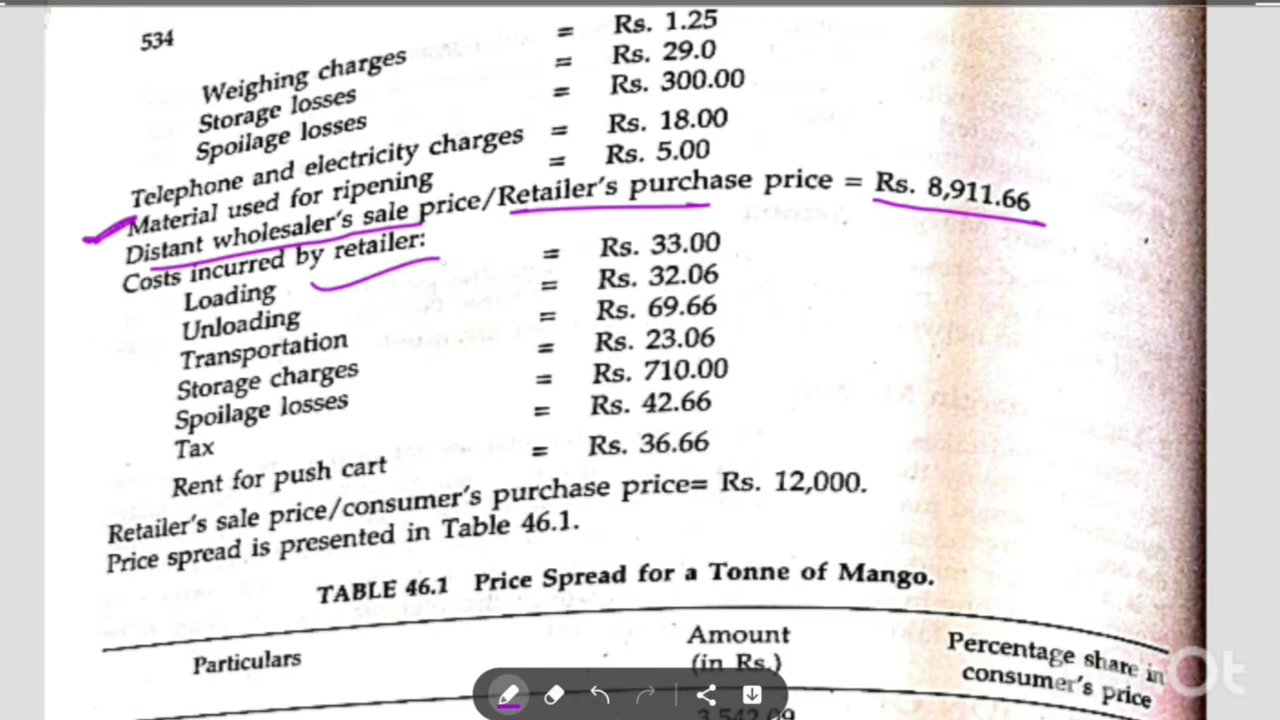 534
Weighing charges = Rs. 1.25
Storage losses = Rs. 29.0
Spoilage losses = Rs. 300.00
Telephone and electricity charges = Rs. 18.00
Material used for ripening = Rs. 5.00
Distant wholesaler's sale price/Retailer's purchase price = Rs. 8,911.66
Costs incurred by retailer:
Loading = Rs. 33.00
Unloading = Rs. 32.06
Transportation = Rs. 69.66
Storage charges = Rs. 23.06
Spoilage losses = Rs. 710.00
Tax = Rs. 42.66
Rent for push cart = Rs. 36.66
Retailer's sale price/consumer's purchase price= Rs. 12,000.
Price spread is presented in Table 46.1.
TABLE 46.1 Price Spread for a Tonne of Mango.
Particulars Amount (in Rs.) Percentage share in consumer's price